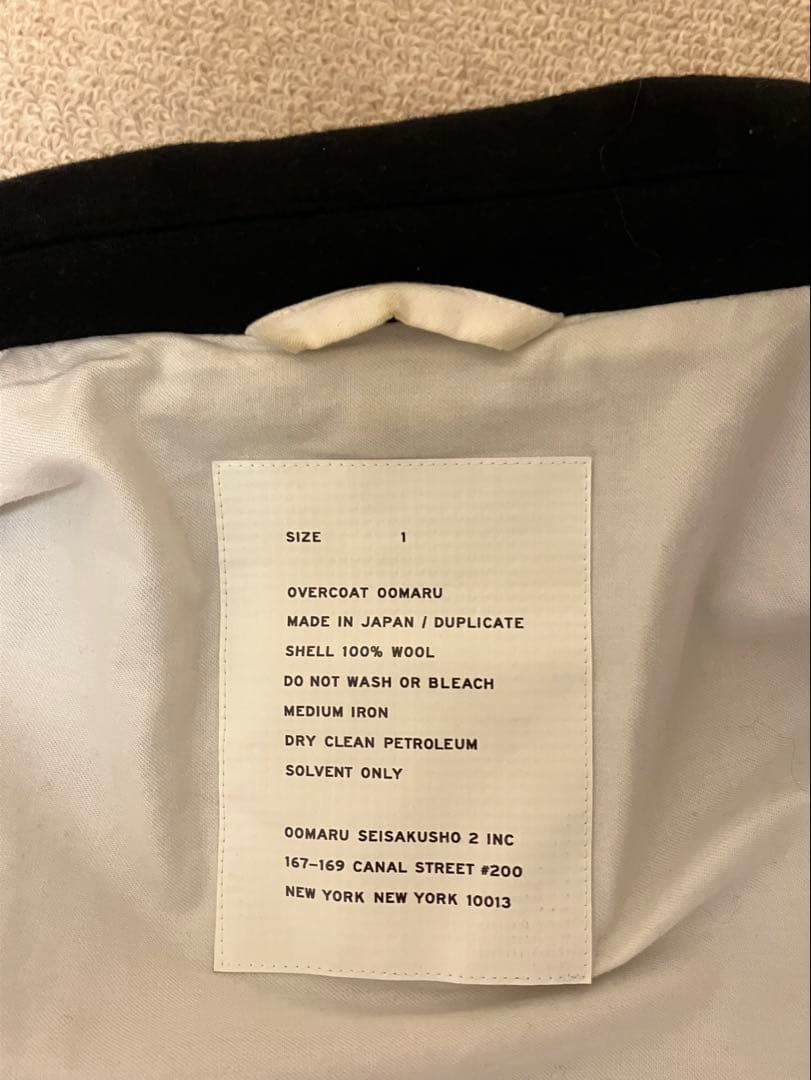 SIZE 1
OVERCOAT OOMARU
MADE IN JAPAN / DUPLICATE
SHELL 100% WOOL
DO NOT WASH OR BLEACH
MEDIUM IRON
DRY CLEAN PETROLEUM
SOLVENT ONLY
OOMARU SEISAKUSHO 2 INC
167–169 CANAL STREET #200
NEW YORK NEW YORK 10013